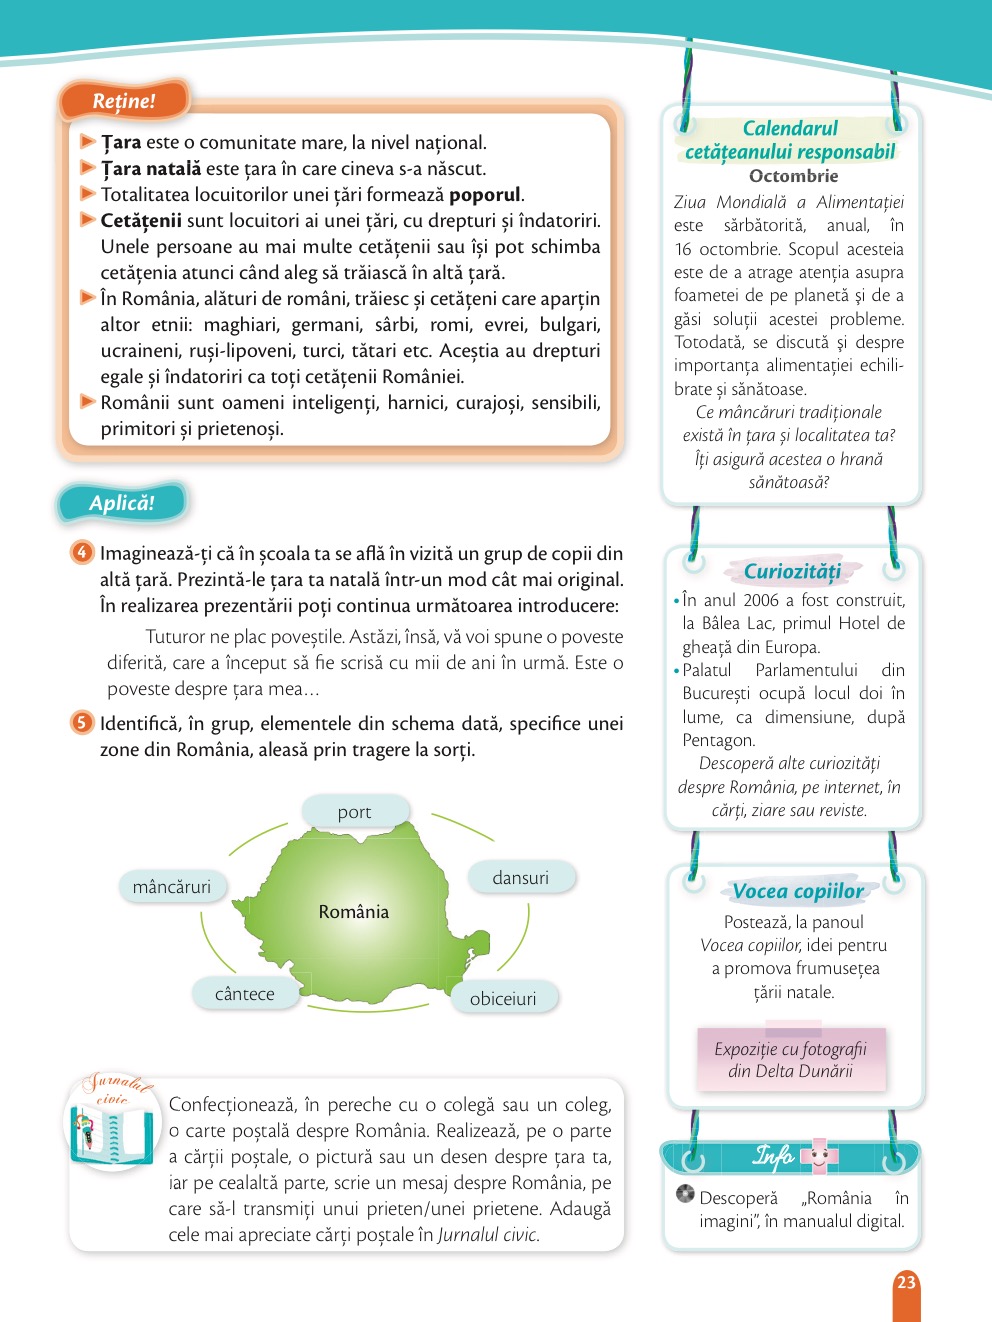 Reține!
Țara este o comunitate mare, la nivel național.
Țara natală este țara în care cineva s-a născut.
Totalitatea locuitorilor unei țări formează poporul.
Cetățenii sunt locuitori ai unei țări, cu drepturi și îndatoriri.
Unele persoane au mai multe cetățenii sau își pot schimba
cetățenia atunci când aleg să trăiască în altă țară.
În România, alături de români, trăiesc și cetățeni care aparțin
altor etnii: maghiari, germani, sârbi, romi, evrei, bulgari,
ucraineni, ruși-lipoveni, turci, tătari etc. Aceștia au drepturi
egale și îndatoriri ca toți cetățenii României.
Românii sunt oameni inteligenți, harnici, curajoși, sensibili,
primitori și prietenoși.
Aplică!
4 Imaginează-ți că în școala ta se află în vizită un grup de copii din
altă țară. Prezintă-le țara ta natală într-un mod cât mai original.
În realizarea prezentării poți continua următoarea introducere:
Tuturor ne plac poveștile. Astăzi, însă, vă voi spune o poveste
diferită, care a început să fie scrisă cu mii de ani în urmă. Este o
poveste despre țara mea...
5 Identifică, în grup, elementele din schema dată, specifice unei
zone din România, aleasă prin tragere la sorți.
port
mâncăruri
dansuri
România
cântece
obiceiuri
Jurnalul
civic
Confecționează, în pereche cu o colegă sau un coleg,
o carte poștală despre România. Realizează, pe o parte
a cărții poștale, o pictură sau un desen despre țara ta,
iar pe cealaltă parte, scrie un mesaj despre România, pe
care să-l transmiți unui prieten/unei prietene. Adaugă
cele mai apreciate cărți poștale în Jurnalul civic.
Calendarul
cetățeanului responsabil
Octombrie
Ziua Mondială a Alimentației
este sărbătorită, anual, în
16 octombrie. Scopul acesteia
este de a atrage atenția asupra
foametei de pe planetă şi de a
găsi soluții acestei probleme.
Totodată, se discută şi despre
importanța alimentației echili-
brate și sănătoase.
Ce mâncăruri tradiționale
există în țara și localitatea ta?
Îți asigură acestea o hrană
sănătoasă?
Curiozități
• În anul 2006 a fost construit,
la Bâlea Lac, primul Hotel de
gheață din Europa.
• Palatul Parlamentului din
București ocupă locul doi în
lume, ca dimensiune, după
Pentagon.
Descoperă alte curiozități
despre România, pe internet, în
cărți, ziare sau reviste.
Vocea copiilor
Postează, la panoul
Vocea copiilor, idei pentru
a promova frumusețea
țării natale.
Expoziție cu fotografii
din Delta Dunării
Info
Descoperă „România în
imagini”, în manualul digital.
23